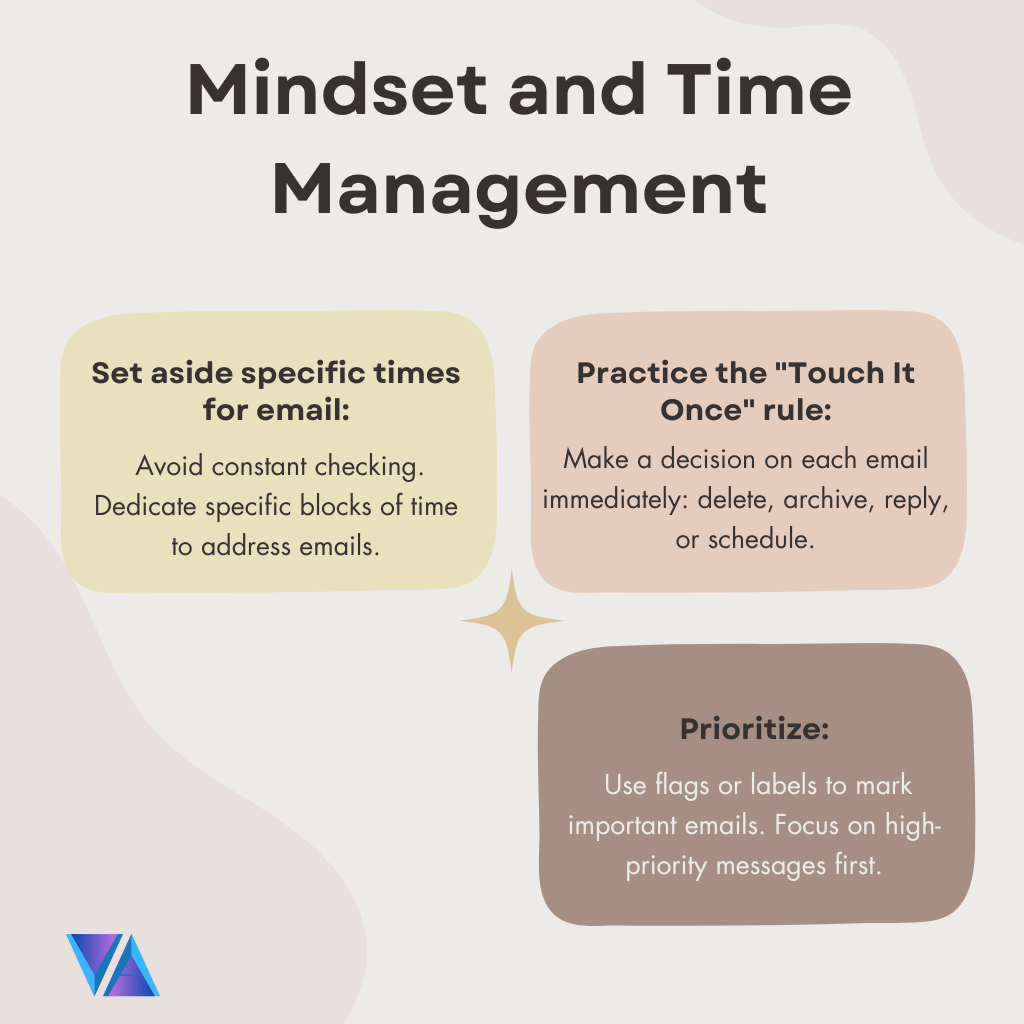 Mindset and Time
Management
Set aside specific times
for email:
Avoid constant checking.
Dedicate specific blocks of time
to address emails.
Practice the "Touch It
Once" rule:
Make a decision on each email
immediately: delete, archive, reply,
or schedule.
Prioritize:
Use flags or labels to mark
important emails. Focus on high-
priority messages first.
VA